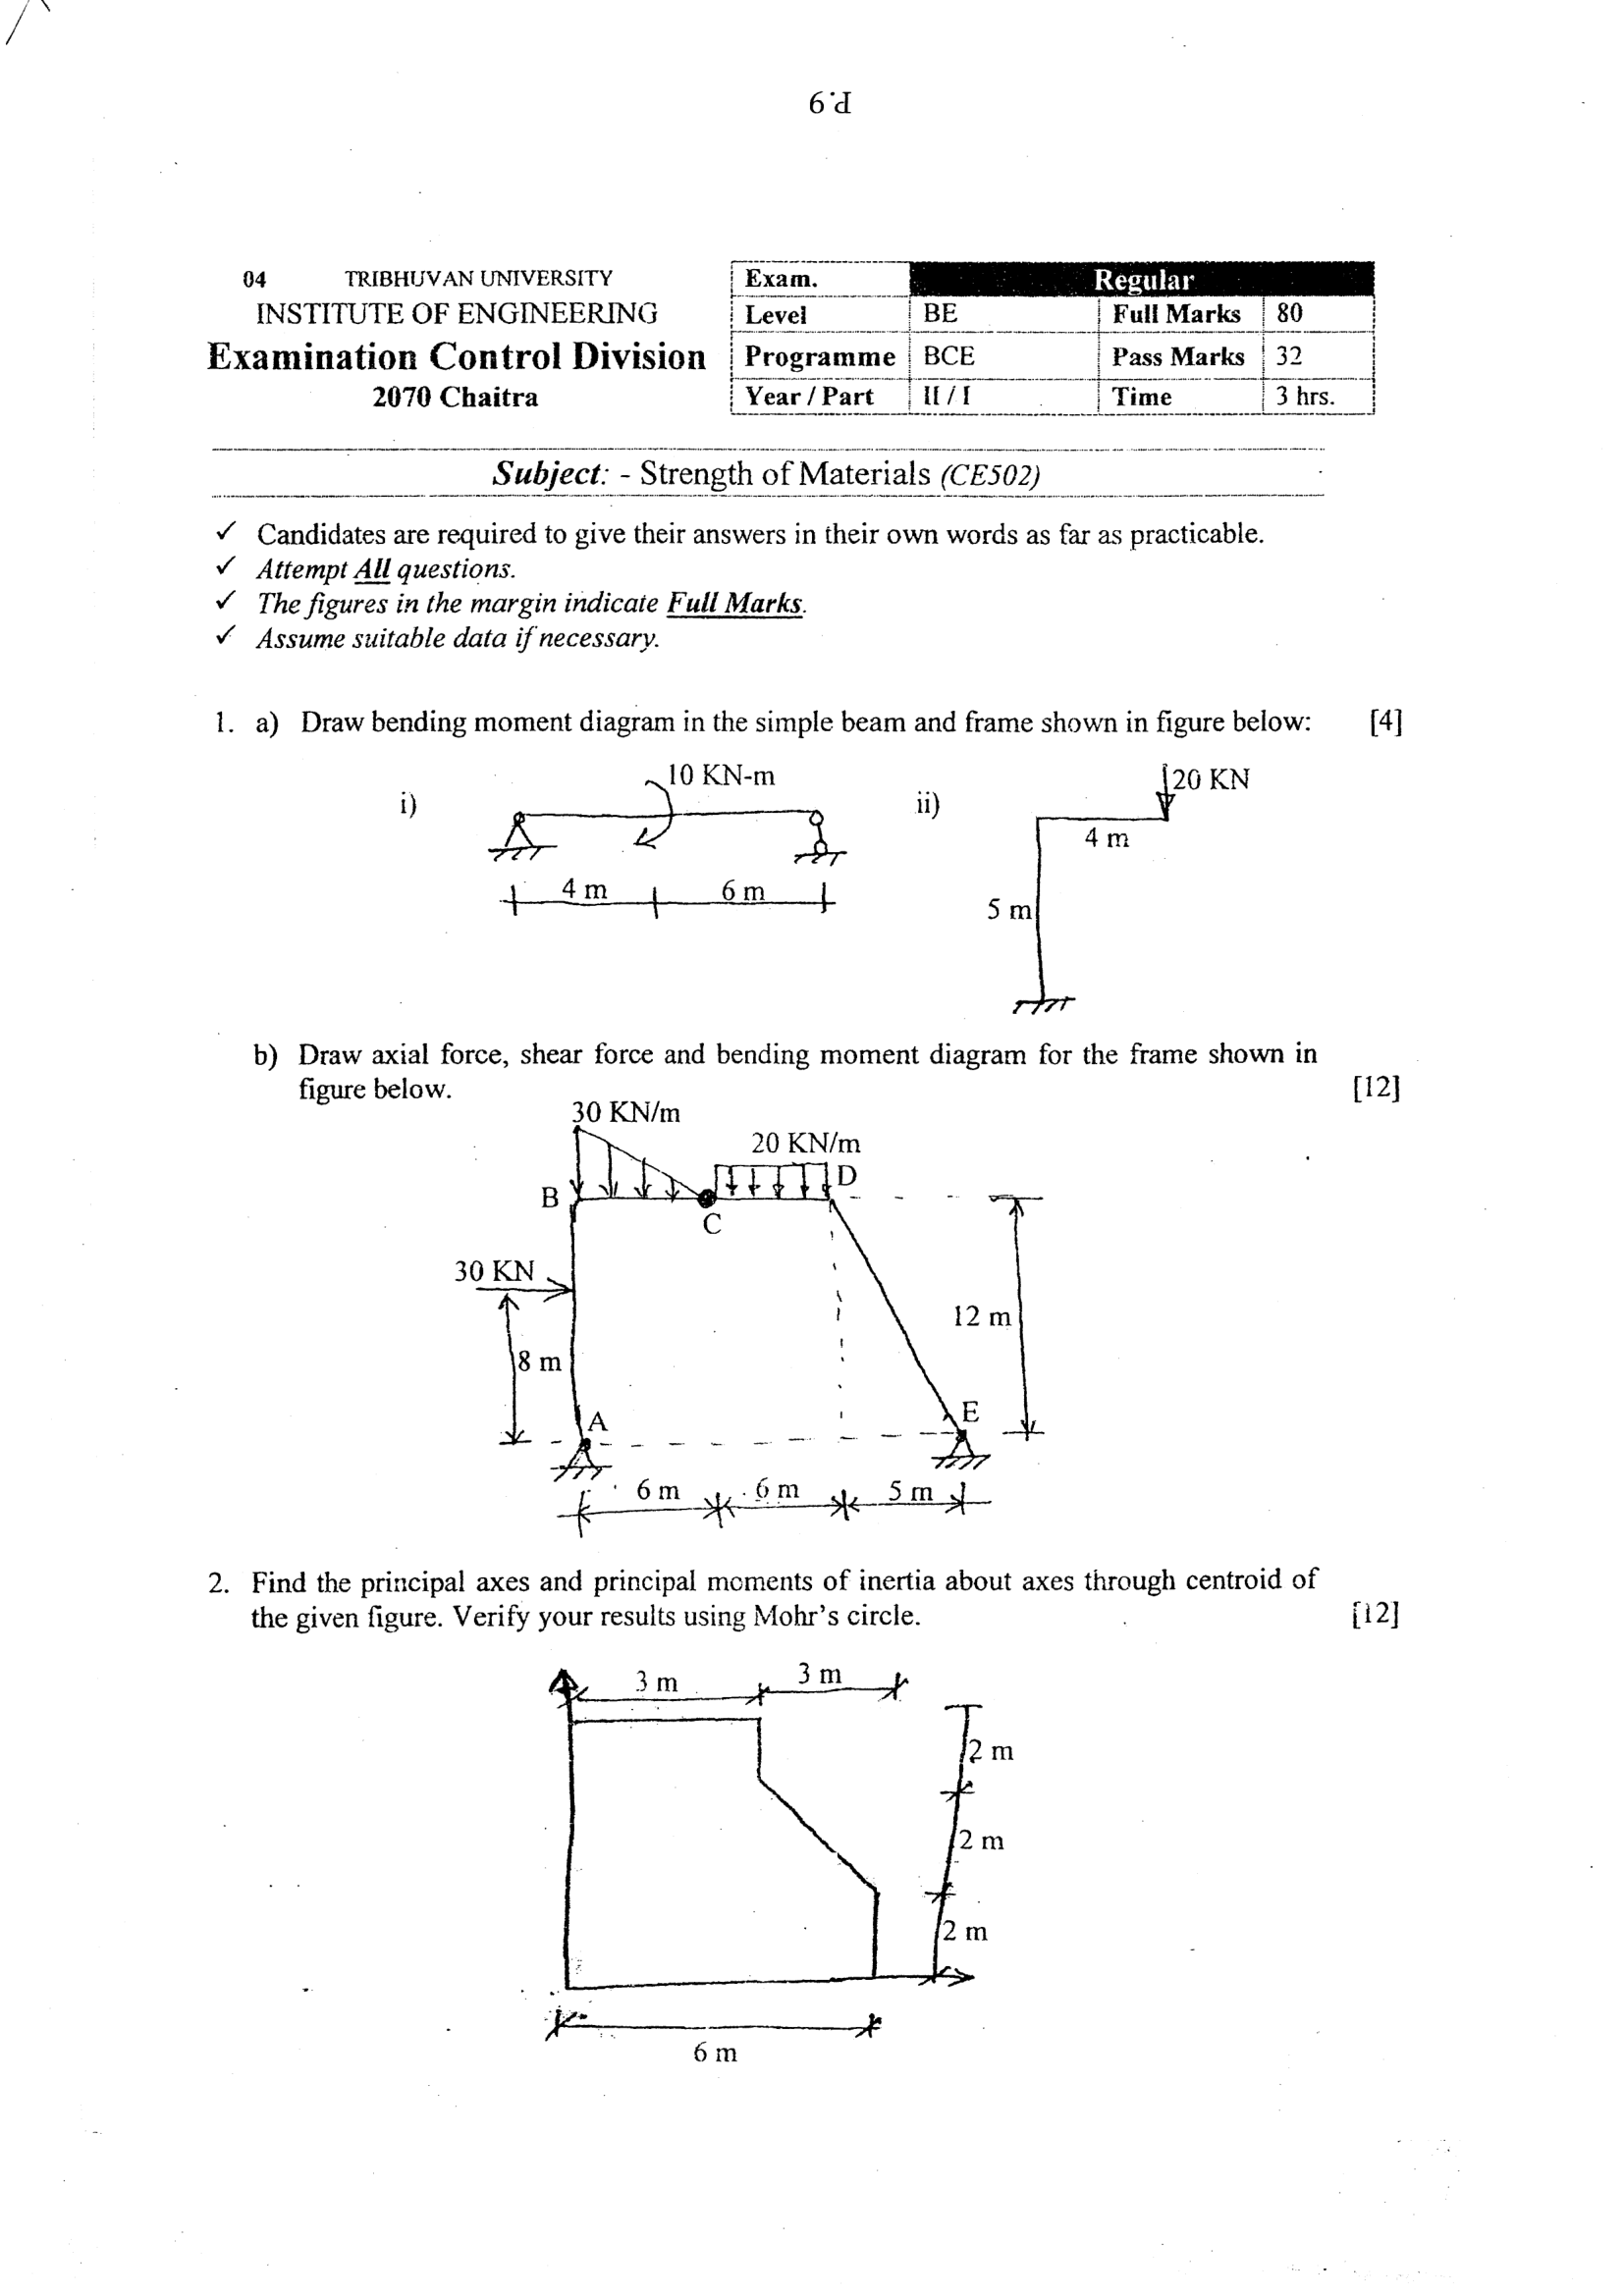 P.9
04 TRIBHUVAN UNIVERSITY
INSTITUTE OF ENGINEERING
Examination Control Division
2070 Chaitra
Exam. Regular
Level BE Full Marks 80
Programme BCE Pass Marks 32
Year / Part II / I Time 3 hrs.
Subject: - Strength of Materials (CE502)
✓ Candidates are required to give their answers in their own words as far as practicable.
✓ Attempt All questions.
✓ The figures in the margin indicate Full Marks.
✓ Assume suitable data if necessary.
1. a) Draw bending moment diagram in the simple beam and frame shown in figure below: [4]
i) 10 KN-m
4 m 6 m
ii) 20 KN
4 m
5 m
b) Draw axial force, shear force and bending moment diagram for the frame shown in
figure below. [12]
30 KN/m
20 KN/m
B D
C
30 KN
12 m
8 m
A E
6 m 6 m 5 m
2. Find the principal axes and principal moments of inertia about axes through centroid of
the given figure. Verify your results using Mohr's circle. [12]
3 m 3 m
2 m
2 m
2 m
6 m